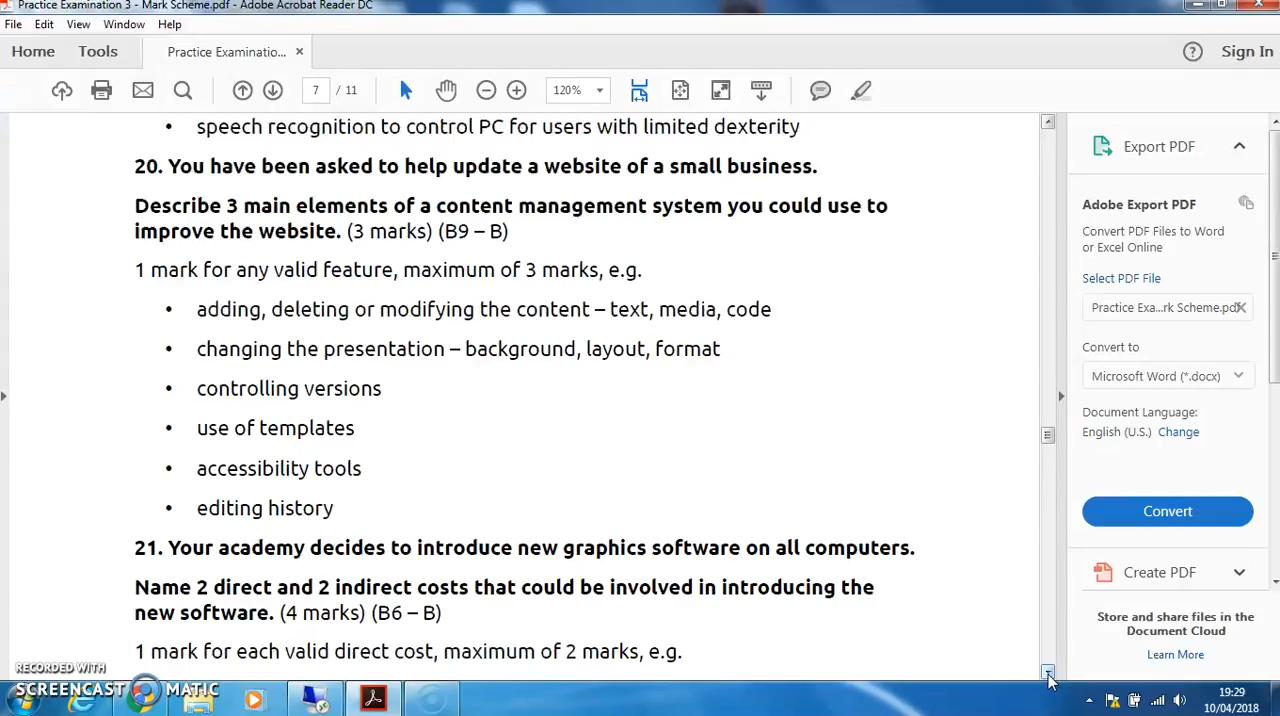 Practice Examination 3 - Mark Scheme.pdf - Adobe Acrobat Reader DC
File Edit View Window Help
Home Tools Practice Examinatio... × Sign In
7 / 11 120%
• speech recognition to control PC for users with limited dexterity
20. You have been asked to help update a website of a small business.
Describe 3 main elements of a content management system you could use to
improve the website. (3 marks) (B9 – B)
1 mark for any valid feature, maximum of 3 marks, e.g.
• adding, deleting or modifying the content – text, media, code
• changing the presentation – background, layout, format
• controlling versions
• use of templates
• accessibility tools
• editing history
21. Your academy decides to introduce new graphics software on all computers.
Name 2 direct and 2 indirect costs that could be involved in introducing the
new software. (4 marks) (B6 – B)
1 mark for each valid direct cost, maximum of 2 marks, e.g.
Export PDF
Adobe Export PDF
Convert PDF Files to Word
or Excel Online
Select PDF File
Practice Exa...rk Scheme.pdf
Convert to
Microsoft Word (*.docx)
Document Language:
English (U.S.) Change
Convert
Create PDF
Store and share files in the
Document Cloud
Learn More
RECORDED WITH
SCREENCAST MATIC
19:29
10/04/2018